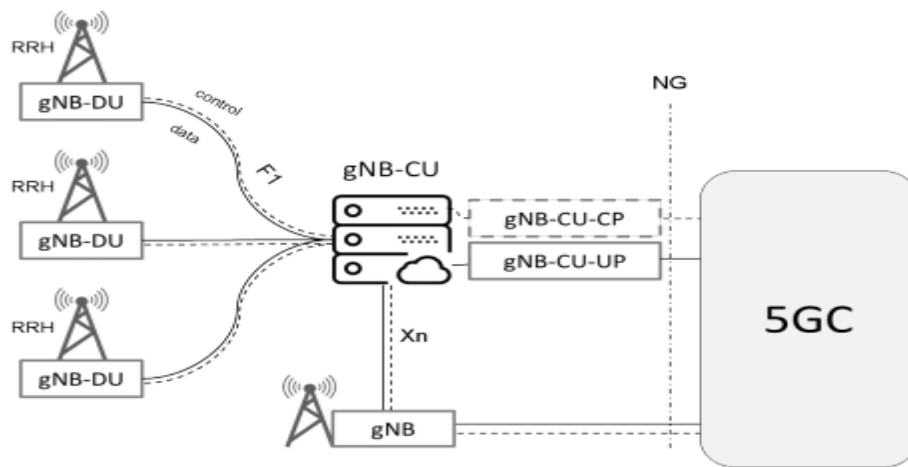 RRH
gNB-DU
control
data
F1
NG
RRH
gNB-DU
gNB-CU
gNB-CU-CP
gNB-CU-UP
5GC
RRH
gNB-DU
Xn
gNB